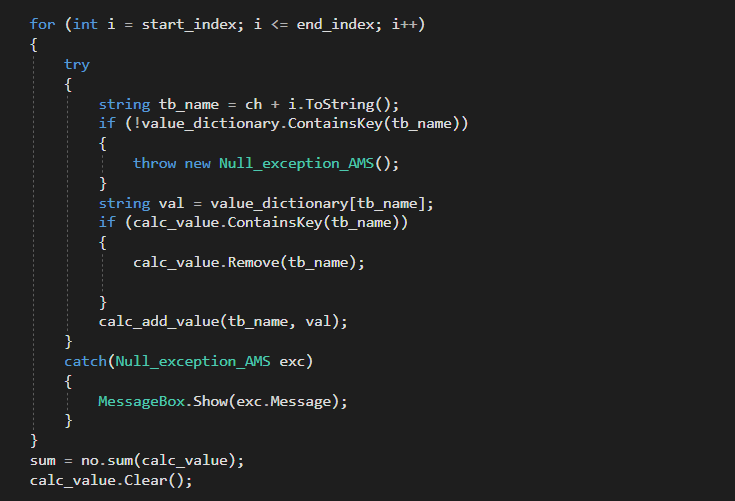 for (int i = start_index; i <= end_index; i++)
{
try
{
string tb_name = ch + i.ToString();
if (!value_dictionary.ContainsKey(tb_name))
{
throw new Null_exception_AMS();
}
string val = value_dictionary[tb_name];
if (calc_value.ContainsKey(tb_name))
{
calc_value.Remove(tb_name);
}
calc_add_value(tb_name, val);
}
catch(Null_exception_AMS exc)
{
MessageBox.Show(exc.Message);
}
}
sum = no.sum(calc_value);
calc_value.Clear();